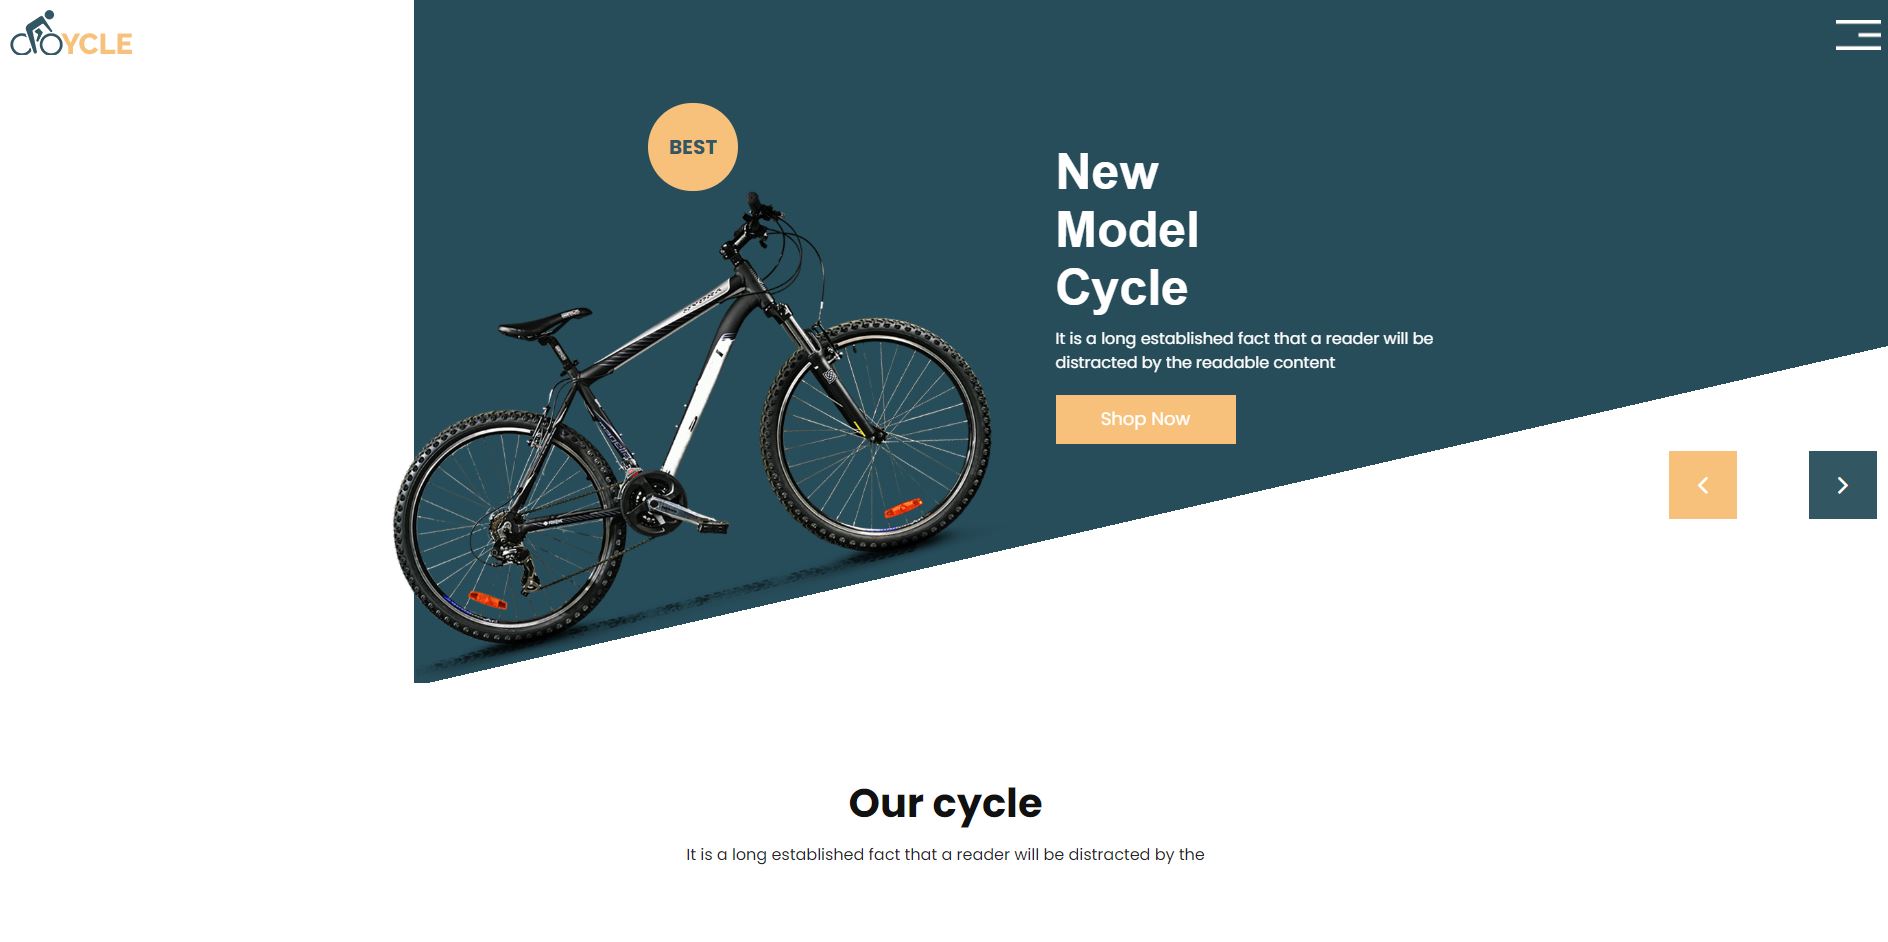 YCLE
BEST
New
Model
Cycle
It is a long established fact that a reader will be
distracted by the readable content
Shop Now
Our cycle
It is a long established fact that a reader will be distracted by the